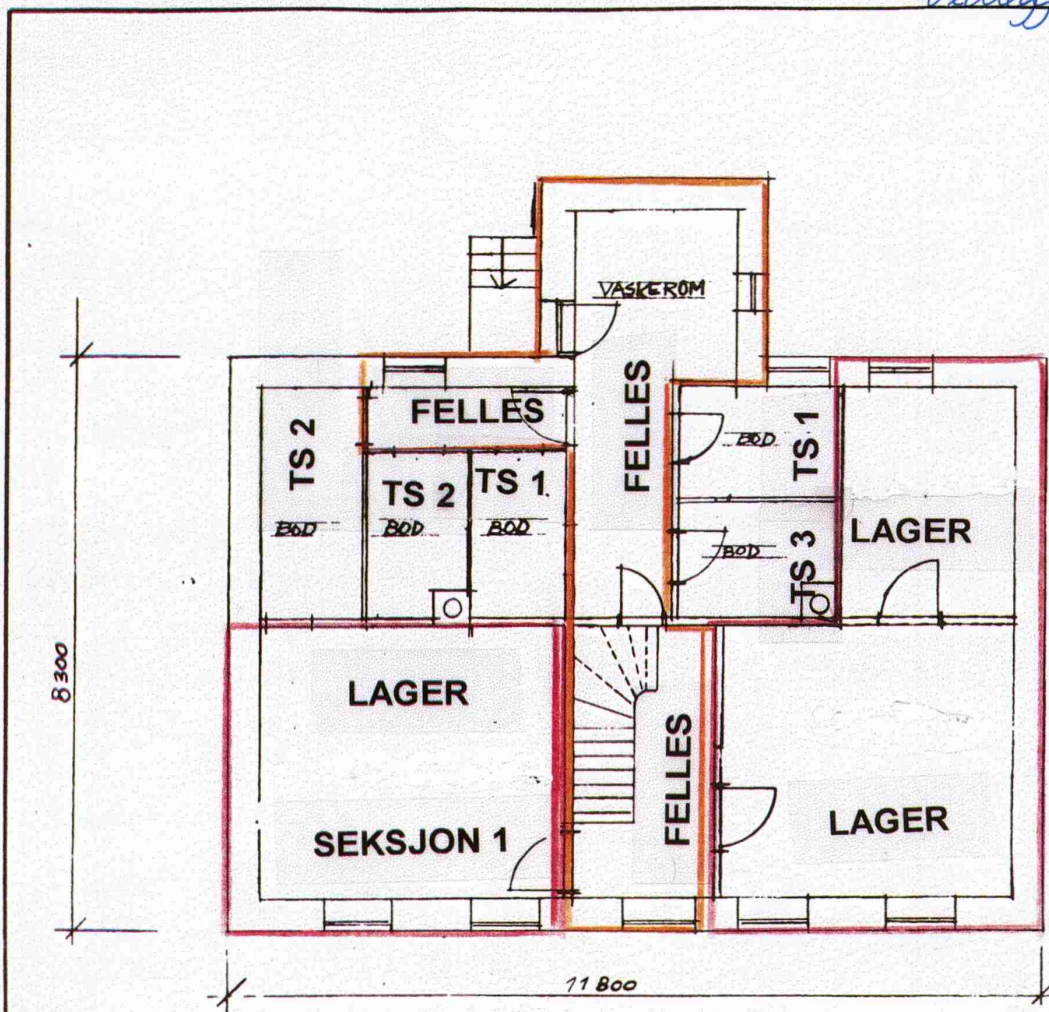 VASKEROM
FELLES
FELLES
TS 2
BOD
TS 2
BOD
TS 1
BOD
BOD
TS 1
BOD
TS 3
LAGER
8300
LAGER
SEKSJON 1
FELLES
LAGER
11800